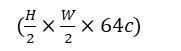 (H/2 × W/2 × 64c)